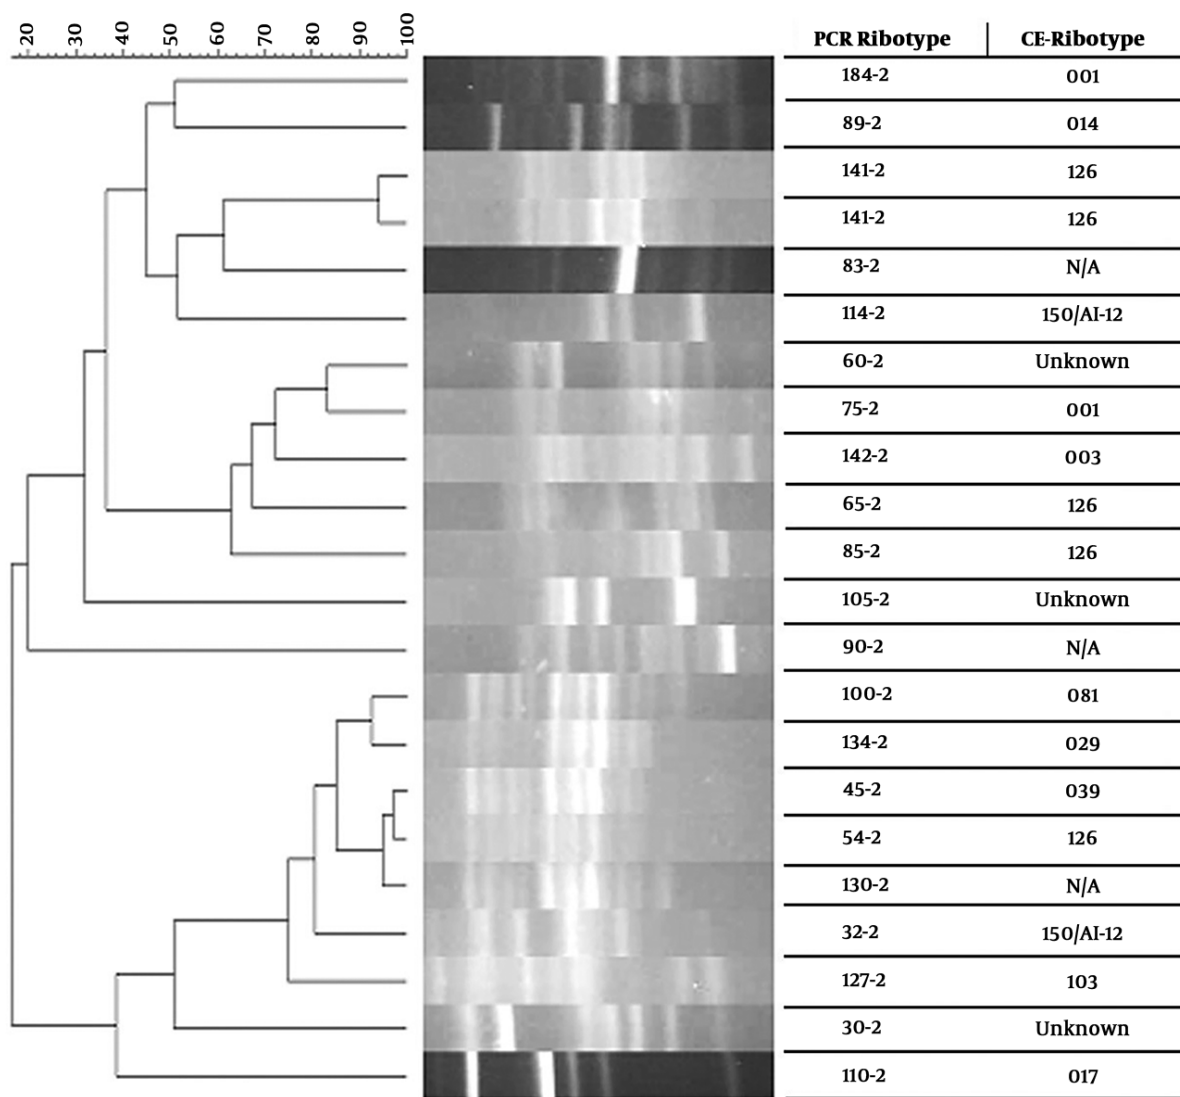 20 30 40 50 60 70 80 90 100
PCR Ribotype CE-Ribotype
184-2 001
89-2 014
141-2 126
141-2 126
83-2 N/A
114-2 150/AI-12
60-2 Unknown
75-2 001
142-2 003
65-2 126
85-2 126
105-2 Unknown
90-2 N/A
100-2 081
134-2 029
45-2 039
54-2 126
130-2 N/A
32-2 150/AI-12
127-2 103
30-2 Unknown
110-2 017